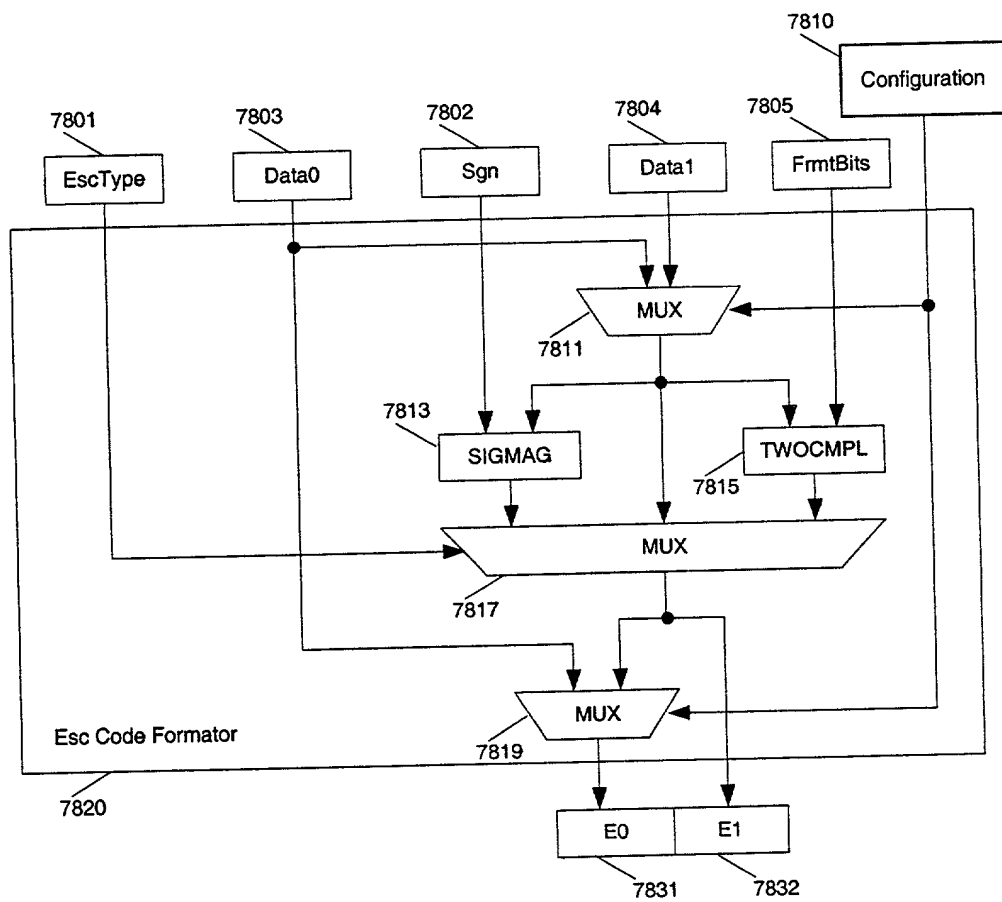 7810
Configuration
7801
7803
7802
7804
7805
EscType
Data0
Sgn
Data1
FrmtBits
MUX
7811
7813
SIGMAG
TWOCMPL
7815
MUX
7817
MUX
7819
Esc Code Formator
7820
E0
E1
7831
7832